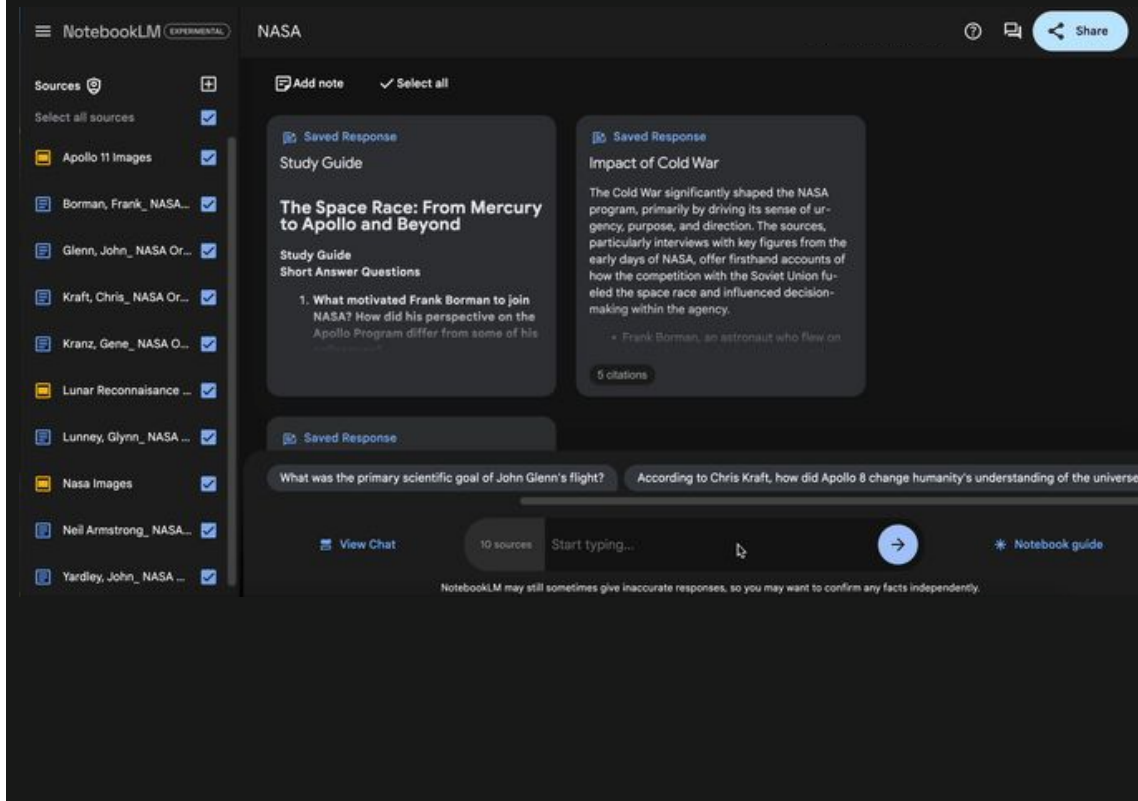 NotebookLM EXPERIMENTAL
NASA
Share
Sources
Select all sources
Apollo 11 Images
Borman, Frank_ NASA...
Glenn, John_ NASA Or...
Kraft, Chris_ NASA Or...
Kranz, Gene_ NASA O...
Lunar Reconnaisance ...
Lunney, Glynn_ NASA ...
Nasa Images
Neil Armstrong_ NASA...
Yardley, John_ NASA ...
Add note
Select all
Saved Response
Study Guide
The Space Race: From Mercury
to Apollo and Beyond
Study Guide
Short Answer Questions
1. What motivated Frank Borman to join
NASA? How did his perspective on the
Apollo Program differ from some of his
Saved Response
Impact of Cold War
The Cold War significantly shaped the NASA
program, primarily by driving its sense of ur-
gency, purpose, and direction. The sources,
particularly interviews with key figures from the
early days of NASA, offer firsthand accounts of
how the competition with the Soviet Union fu-
eled the space race and influenced decision-
making within the agency.
• Frank Borman, an astronaut who flew on
5 citations
Saved Response
What was the primary scientific goal of John Glenn's flight?
According to Chris Kraft, how did Apollo 8 change humanity's understanding of the universe
View Chat
10 sources
Start typing...
Notebook guide
NotebookLM may still sometimes give inaccurate responses, so you may want to confirm any facts independently.